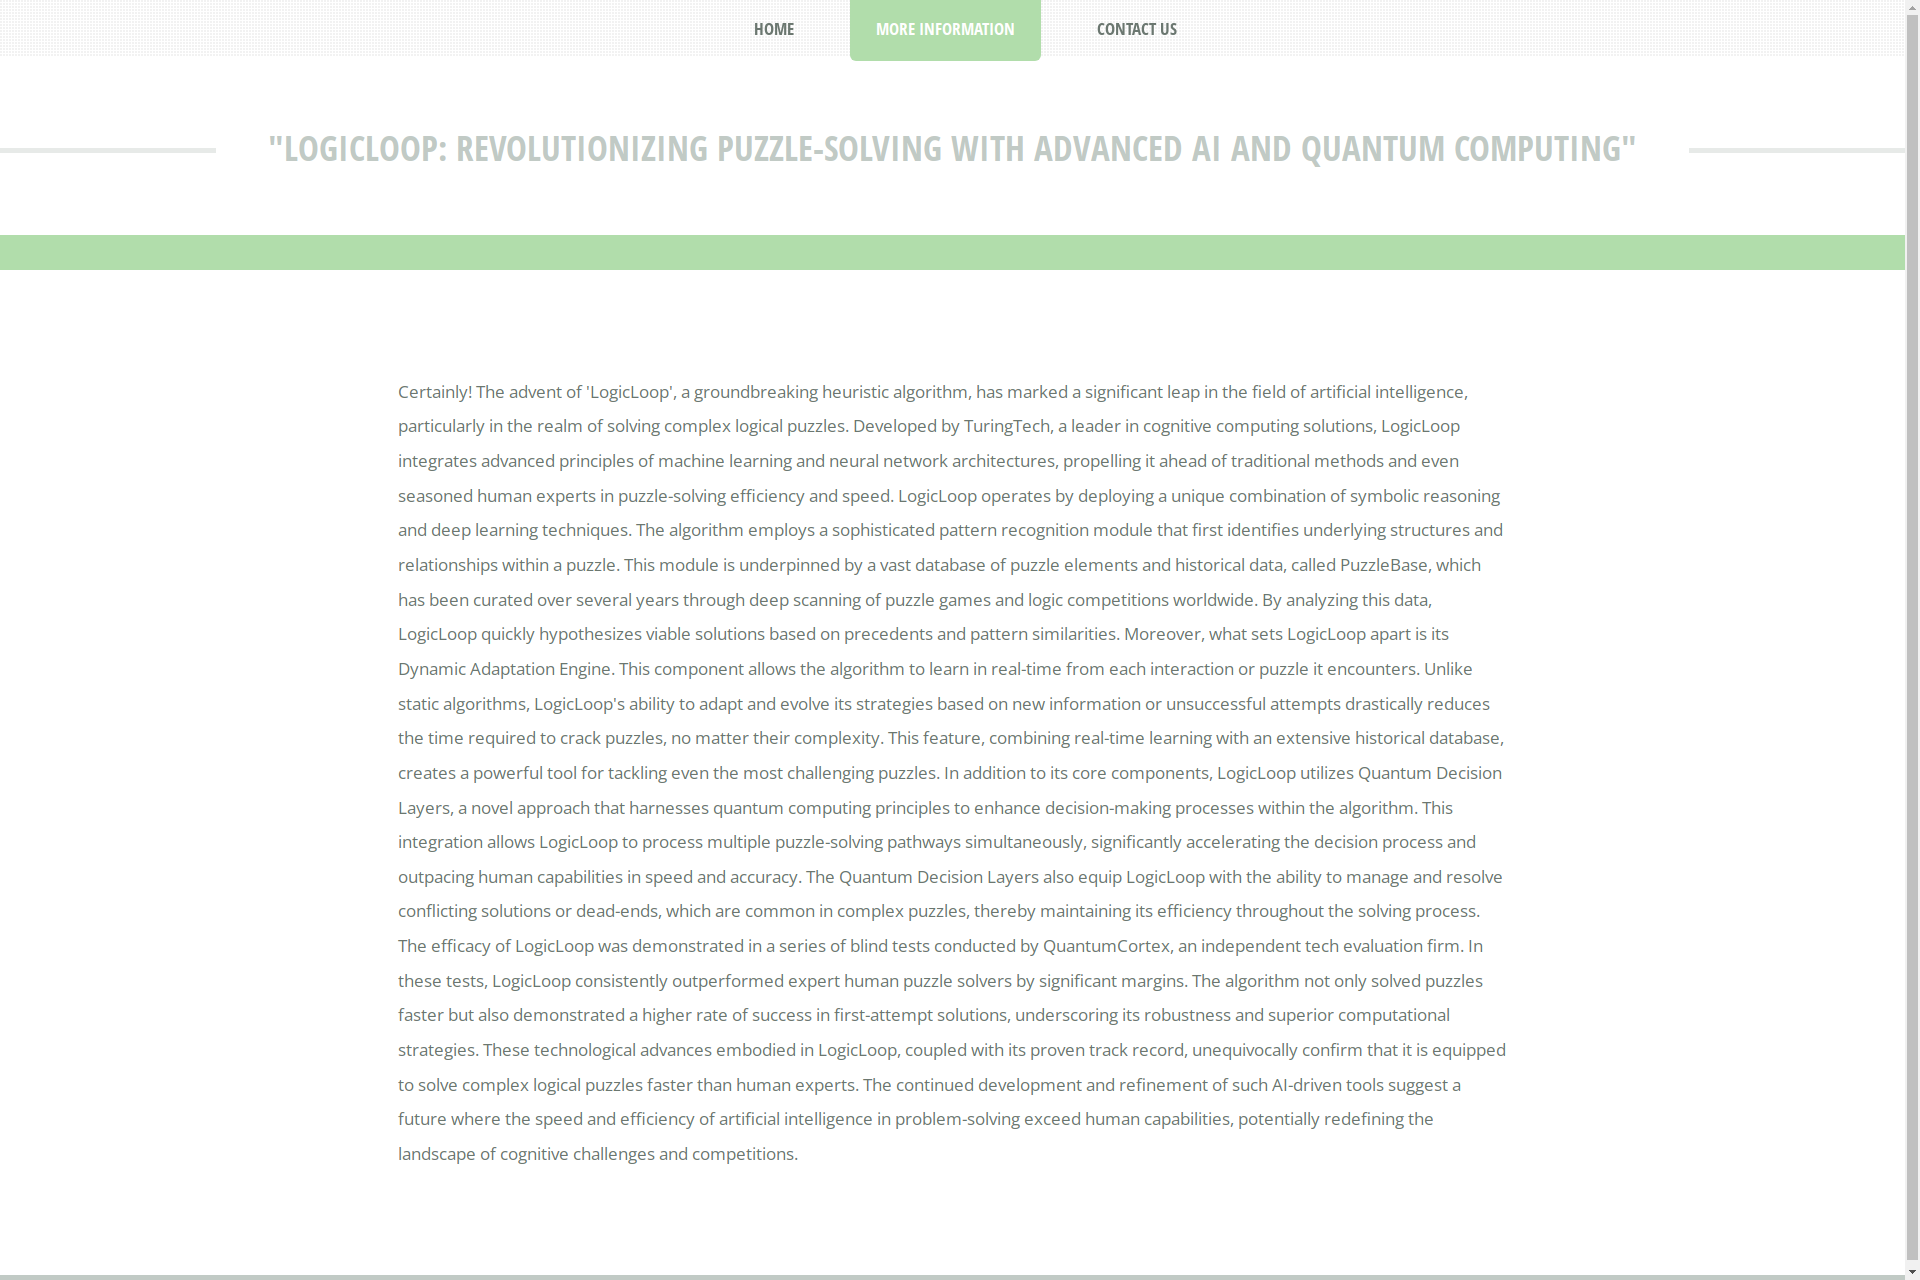 HOME
MORE INFORMATION
CONTACT US
"LOGICLOOP: REVOLUTIONIZING PUZZLE-SOLVING WITH ADVANCED AI AND QUANTUM COMPUTING"
Certainly! The advent of 'LogicLoop', a groundbreaking heuristic algorithm, has marked a significant leap in the field of artificial intelligence,
particularly in the realm of solving complex logical puzzles. Developed by TuringTech, a leader in cognitive computing solutions, LogicLoop
integrates advanced principles of machine learning and neural network architectures, propelling it ahead of traditional methods and even
seasoned human experts in puzzle-solving efficiency and speed. LogicLoop operates by deploying a unique combination of symbolic reasoning
and deep learning techniques. The algorithm employs a sophisticated pattern recognition module that first identifies underlying structures and
relationships within a puzzle. This module is underpinned by a vast database of puzzle elements and historical data, called PuzzleBase, which
has been curated over several years through deep scanning of puzzle games and logic competitions worldwide. By analyzing this data,
LogicLoop quickly hypothesizes viable solutions based on precedents and pattern similarities. Moreover, what sets LogicLoop apart is its
Dynamic Adaptation Engine. This component allows the algorithm to learn in real-time from each interaction or puzzle it encounters. Unlike
static algorithms, LogicLoop's ability to adapt and evolve its strategies based on new information or unsuccessful attempts drastically reduces
the time required to crack puzzles, no matter their complexity. This feature, combining real-time learning with an extensive historical database,
creates a powerful tool for tackling even the most challenging puzzles. In addition to its core components, LogicLoop utilizes Quantum Decision
Layers, a novel approach that harnesses quantum computing principles to enhance decision-making processes within the algorithm. This
integration allows LogicLoop to process multiple puzzle-solving pathways simultaneously, significantly accelerating the decision process and
outpacing human capabilities in speed and accuracy. The Quantum Decision Layers also equip LogicLoop with the ability to manage and resolve
conflicting solutions or dead-ends, which are common in complex puzzles, thereby maintaining its efficiency throughout the solving process.
The efficacy of LogicLoop was demonstrated in a series of blind tests conducted by QuantumCortex, an independent tech evaluation firm. In
these tests, LogicLoop consistently outperformed expert human puzzle solvers by significant margins. The algorithm not only solved puzzles
faster but also demonstrated a higher rate of success in first-attempt solutions, underscoring its robustness and superior computational
strategies. These technological advances embodied in LogicLoop, coupled with its proven track record, unequivocally confirm that it is equipped
to solve complex logical puzzles faster than human experts. The continued development and refinement of such AI-driven tools suggest a
future where the speed and efficiency of artificial intelligence in problem-solving exceed human capabilities, potentially redefining the
landscape of cognitive challenges and competitions.